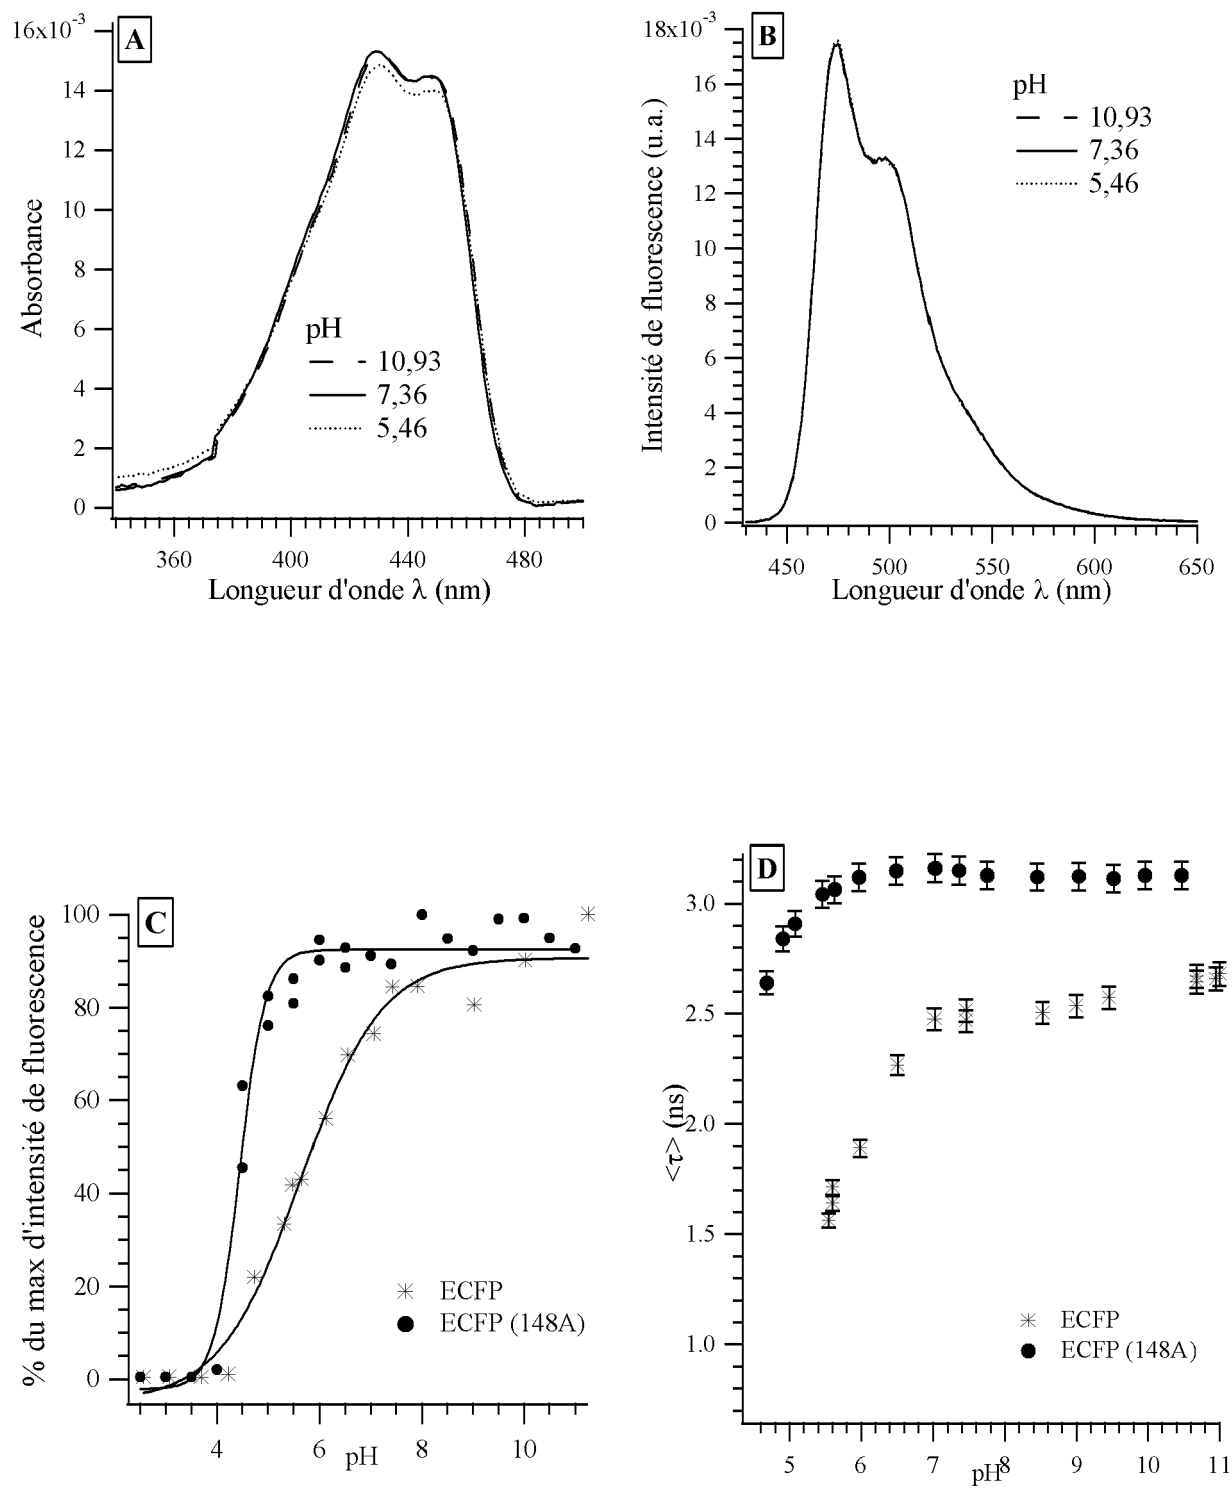 A
16x10-3
14
12
10
8
6
4
2
0
Absorbance
pH
10,93
7,36
5,46
360
400
440
480
Longueur d'onde λ (nm)
B
18x10-3
16
14
12
10
8
6
4
2
0
Intensité de fluorescence (u.a.)
pH
10,93
7,36
5,46
450
500
550
600
650
Longueur d'onde λ (nm)
C
100
80
60
40
20
0
% du max d'intensité de fluorescence
ECFP
ECFP (148A)
4
6
8
10
pH
D
3.0
2.5
2.0
1.5
1.0
<τ> (ns)
ECFP
ECFP (148A)
5
6
7
8
9
10
11
pH